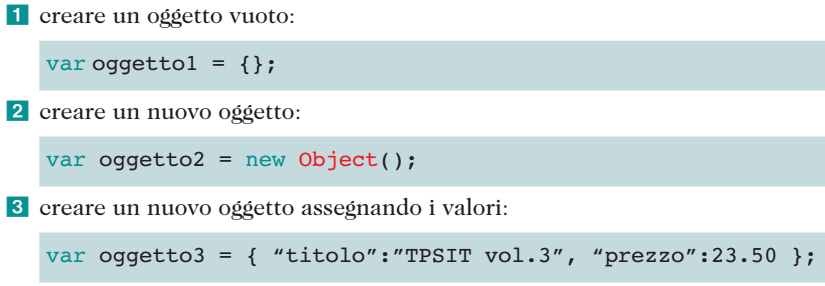 1 creare un oggetto vuoto:
var oggetto1 = {};
2 creare un nuovo oggetto:
var oggetto2 = new Object();
3 creare un nuovo oggetto assegnando i valori:
var oggetto3 = { “titolo”:”TPSIT vol.3”, “prezzo”:23.50 };